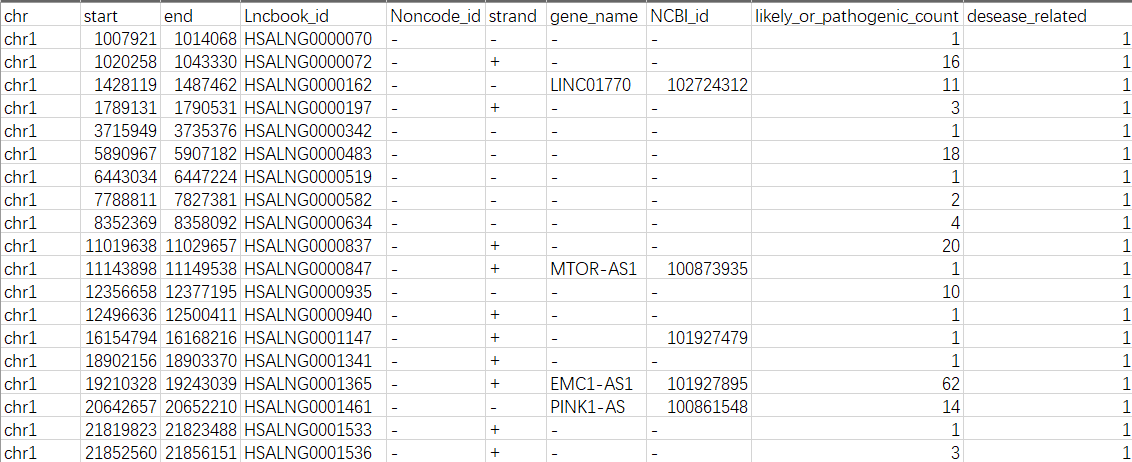 chr start end Lncbook_id Noncode_id strand gene_name NCBI_id likely_or_pathogenic_count desease_related
chr1 1007921 1014068 HSALNG0000070 - - - - 1 1
chr1 1020258 1043330 HSALNG0000072 - + - - 16 1
chr1 1428119 1487462 HSALNG0000162 - - LINC01770 102724312 11 1
chr1 1789131 1790531 HSALNG0000197 - + - - 3 1
chr1 3715949 3735376 HSALNG0000342 - - - - 1 1
chr1 5890967 5907182 HSALNG0000483 - - - - 18 1
chr1 6443034 6447224 HSALNG0000519 - - - - 1 1
chr1 7788811 7827381 HSALNG0000582 - - - - 2 1
chr1 8352369 8358092 HSALNG0000634 - - - - 4 1
chr1 11019638 11029657 HSALNG0000837 - + - - 20 1
chr1 11143898 11149538 HSALNG0000847 - + MTOR-AS1 100873935 1 1
chr1 12356658 12377195 HSALNG0000935 - - - - 10 1
chr1 12496636 12500411 HSALNG0000940 - + - - 1 1
chr1 16154794 16168216 HSALNG0001147 - + - 101927479 1 1
chr1 18902156 18903370 HSALNG0001341 - + - - 1 1
chr1 19210328 19243039 HSALNG0001365 - + EMC1-AS1 101927895 62 1
chr1 20642657 20652210 HSALNG0001461 - - PINK1-AS 100861548 14 1
chr1 21819823 21823488 HSALNG0001533 - + - - 1 1
chr1 21852560 21856151 HSALNG0001536 - + - - 3 1